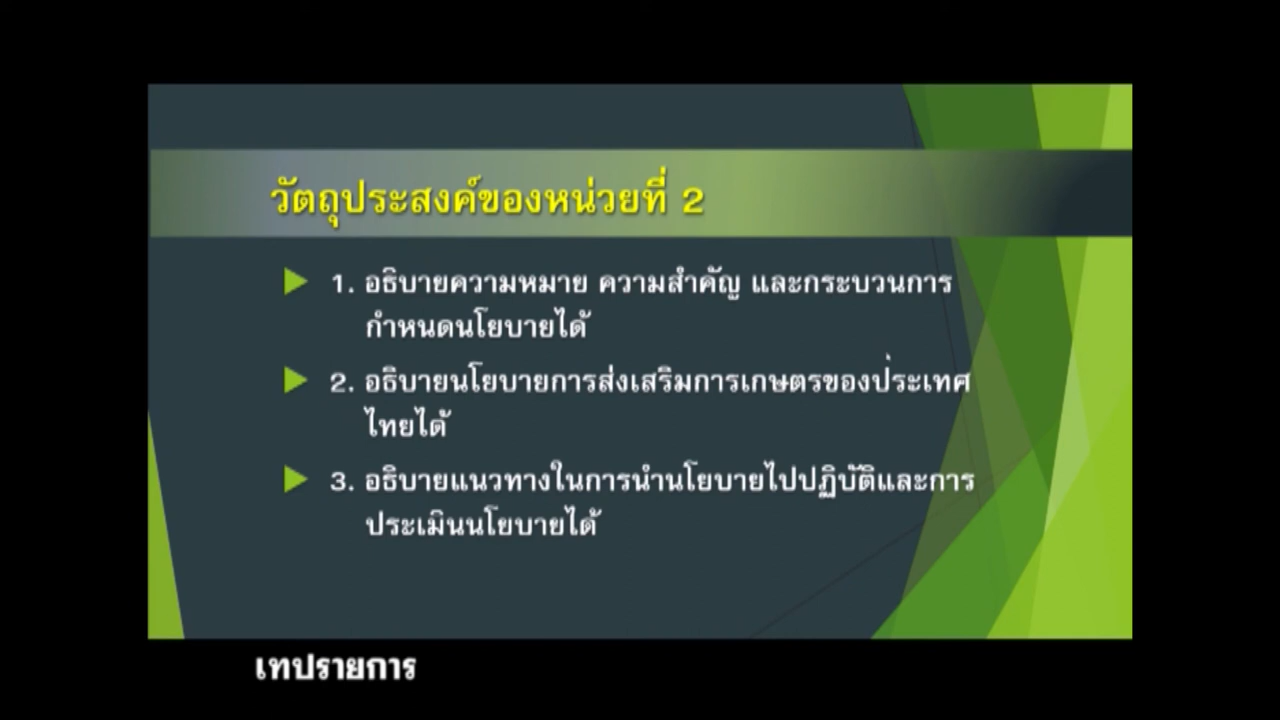 วัตถุประสงค์ของหน่วยที่ 2
1. อธิบายความหมาย ความสำคัญ และกระบวนการ
กำหนดนโยบายได้
2. อธิบายนโยบายการส่งเสริมการเกษตรของป่ระเทศ
ไทยได้
3. อธิบายแนวทางในการนำนโยบายไปปฏิบัติและการ
ประเมินนโยบายได้
เทปรายการ